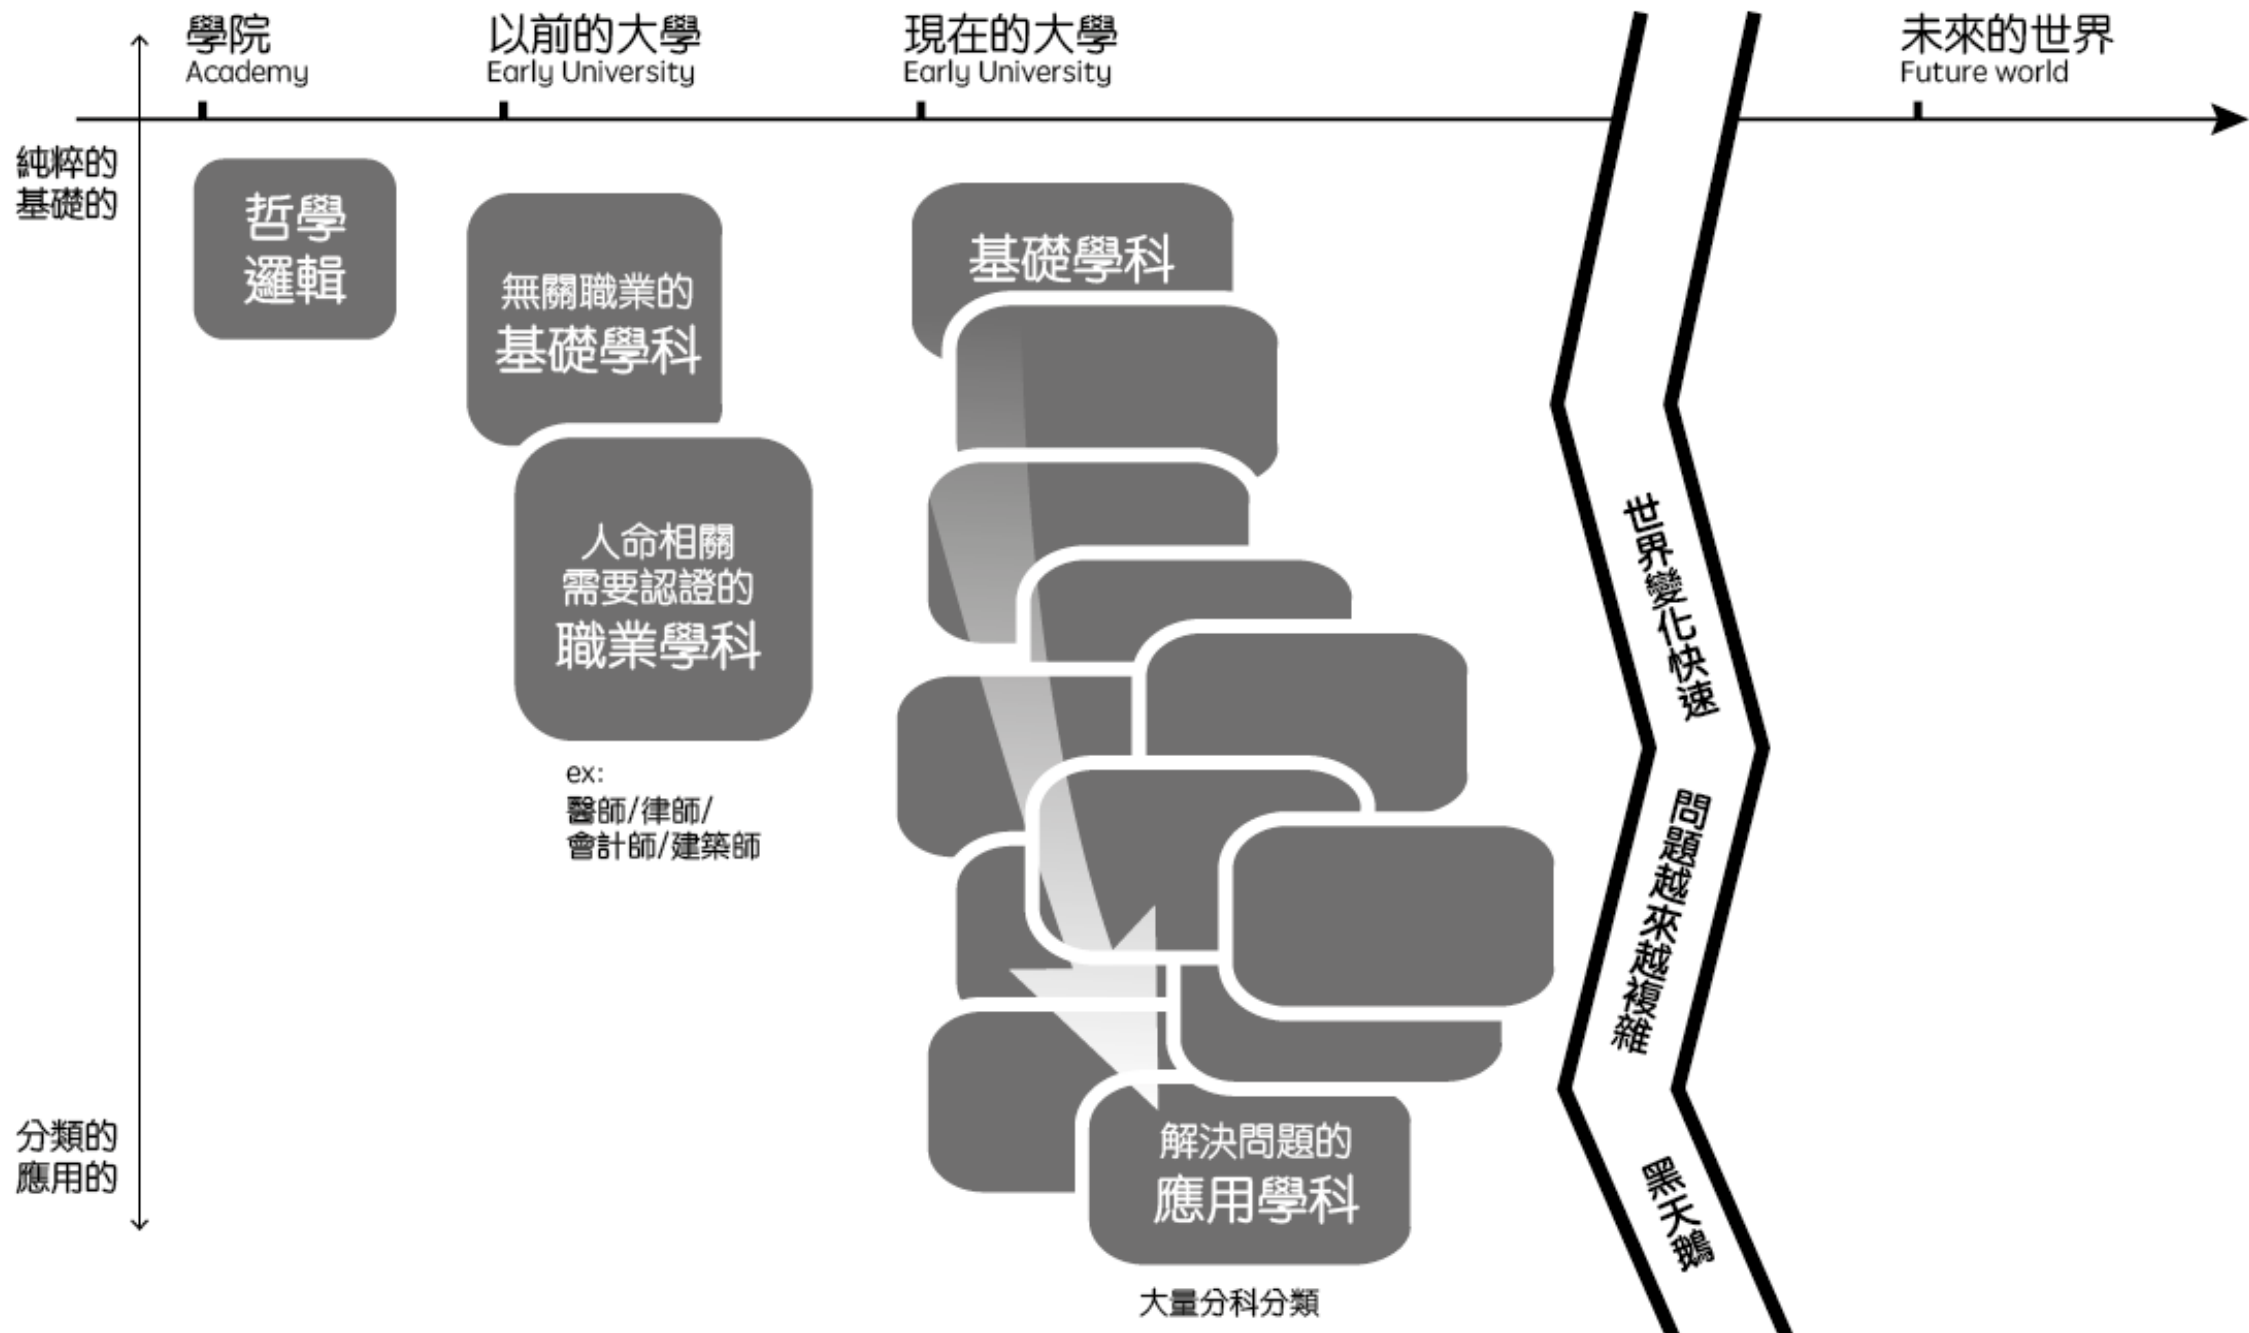 學院
Academy
以前的大學
Early University
現在的大學
Early University
未來的世界
Future world
純粹的
基礎的
分類的
應用的
哲學
邏輯
無關職業的
基礎學科
人命相關
需要認證的
職業學科
ex:
醫師/律師/
會計師/建築師
基礎學科
解決問題的
應用學科
大量分科分類
世界變化快速
問題越來越複雜
黑天鵝